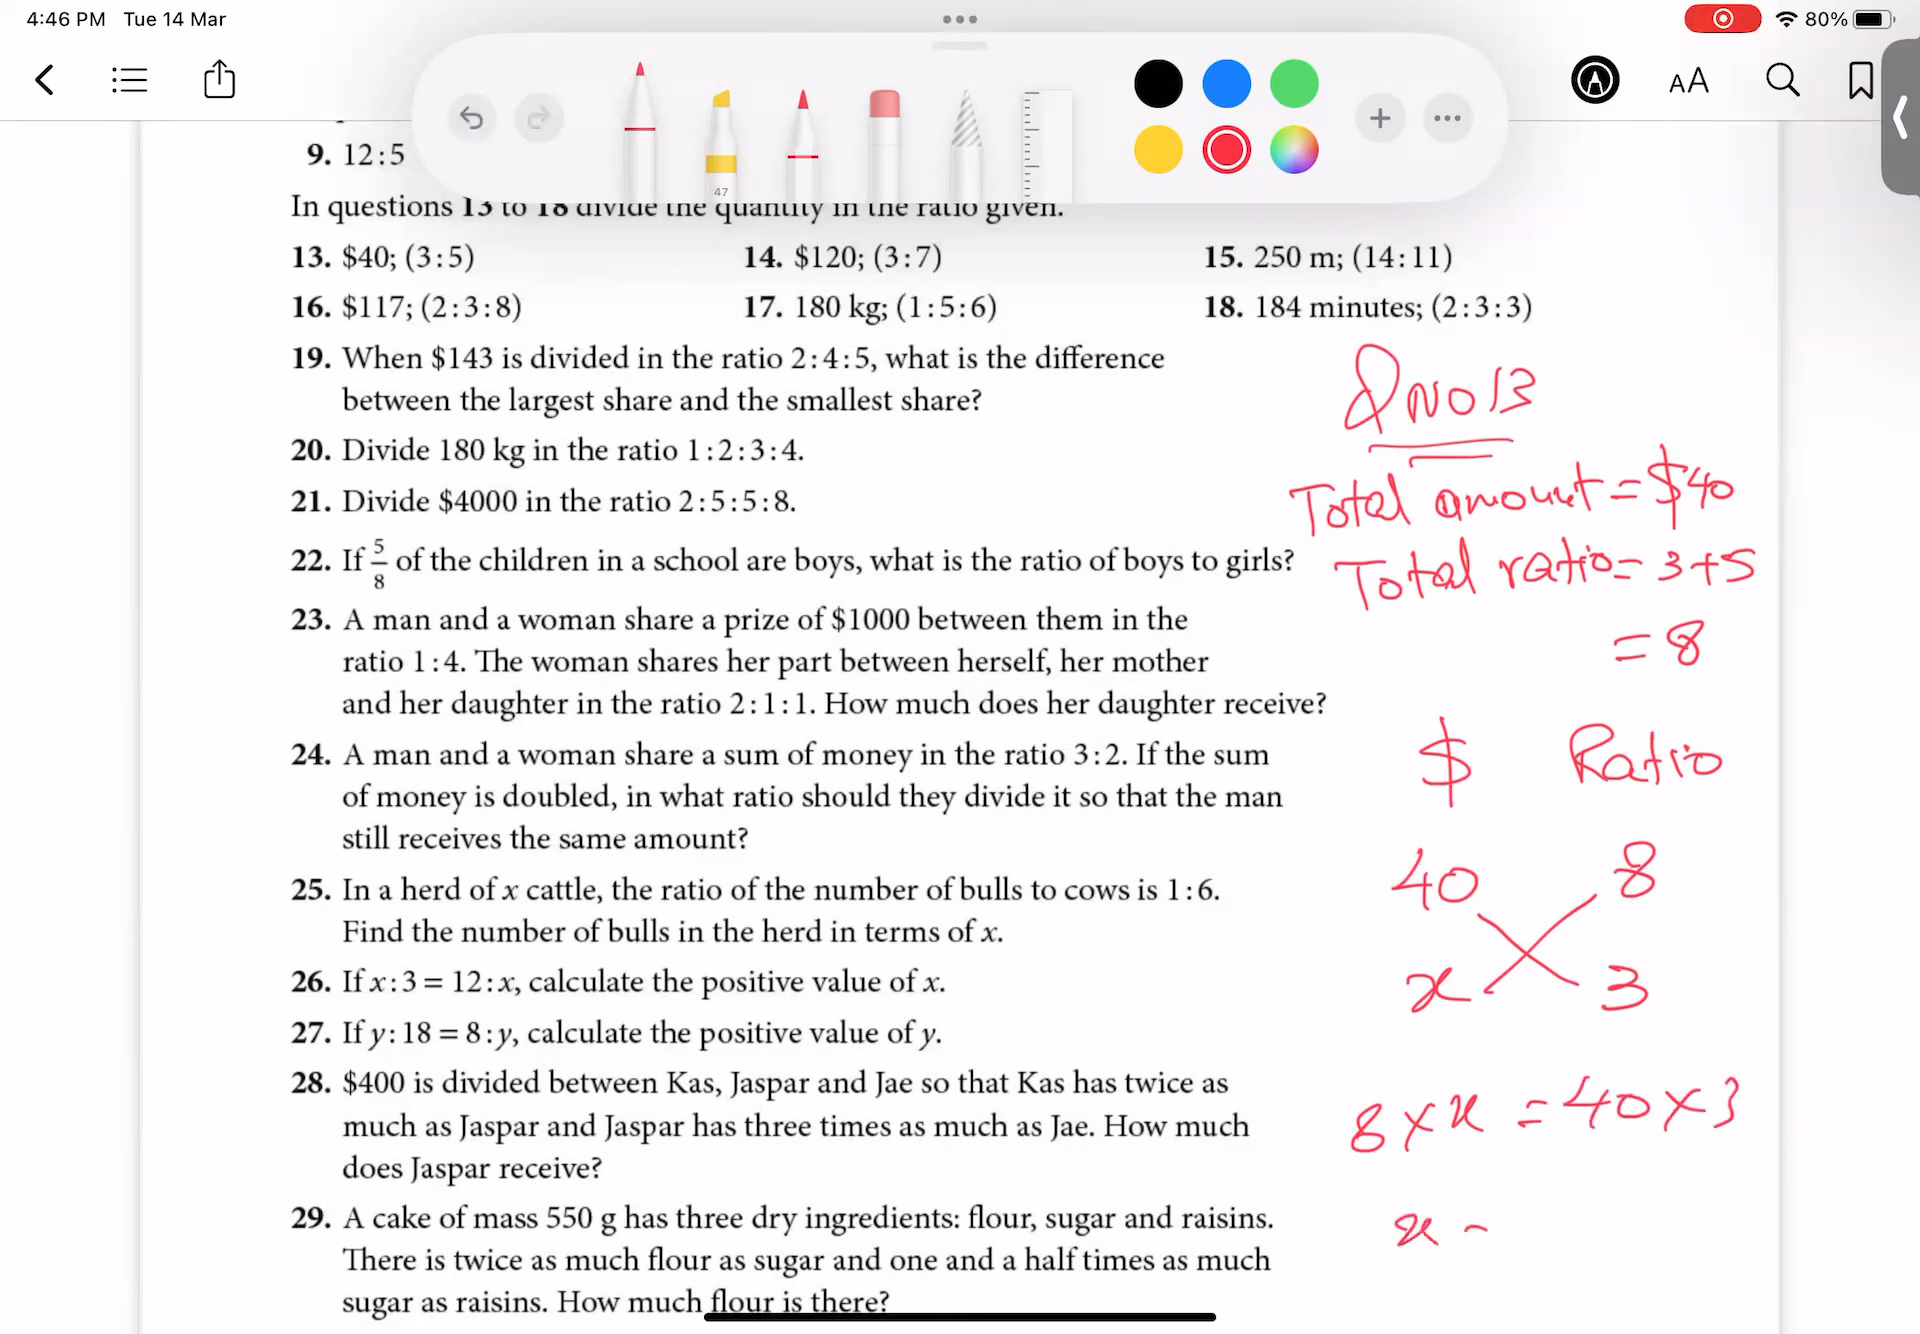 4:46 PM Tue 14 Mar
80%
AA
47
9. 12:5
In questions 13 to 18 divide the quantity in the ratio given.
13. $40; (3:5) 14. $120; (3:7) 15. 250 m; (14:11)
16. $117; (2:3:8) 17. 180 kg; (1:5:6) 18. 184 minutes; (2:3:3)
19. When $143 is divided in the ratio 2:4:5, what is the difference
between the largest share and the smallest share?
20. Divide 180 kg in the ratio 1:2:3:4.
21. Divide $4000 in the ratio 2:5:5:8.
22. If 5/8 of the children in a school are boys, what is the ratio of boys to girls?
23. A man and a woman share a prize of $1000 between them in the
ratio 1:4. The woman shares her part between herself, her mother
and her daughter in the ratio 2:1:1. How much does her daughter receive?
24. A man and a woman share a sum of money in the ratio 3:2. If the sum
of money is doubled, in what ratio should they divide it so that the man
still receives the same amount?
25. In a herd of x cattle, the ratio of the number of bulls to cows is 1:6.
Find the number of bulls in the herd in terms of x.
26. If x:3 = 12:x, calculate the positive value of x.
27. If y:18 = 8:y, calculate the positive value of y.
28. $400 is divided between Kas, Jaspar and Jae so that Kas has twice as
much as Jaspar and Jaspar has three times as much as Jae. How much
does Jaspar receive?
29. A cake of mass 550 g has three dry ingredients: flour, sugar and raisins.
There is twice as much flour as sugar and one and a half times as much
sugar as raisins. How much flour is there?
Q NO 13
Total amount = $40
Total ratio = 3+5
= 8
$ Ratio
40 8
x 3
8 × x = 40 × 3
x -